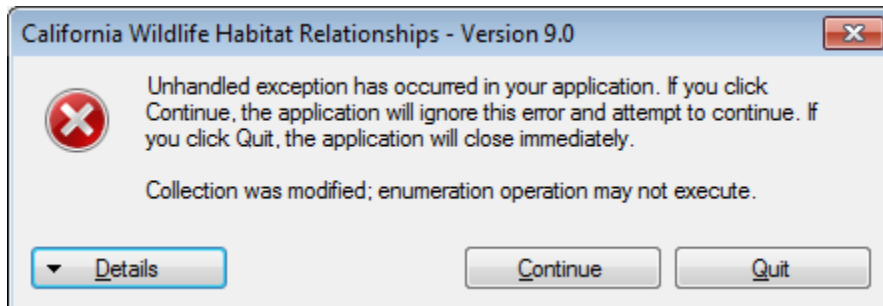 California Wildlife Habitat Relationships - Version 9.0
Unhandled exception has occurred in your application. If you click
Continue, the application will ignore this error and attempt to continue. If
you click Quit, the application will close immediately.
Collection was modified; enumeration operation may not execute.
Details
Continue
Quit